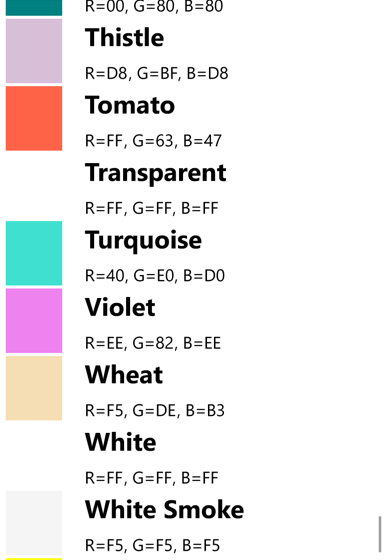 R=00, G=80, B=80
Thistle
R=D8, G=BF, B=D8
Tomato
R=FF, G=63, B=47
Transparent
R=FF, G=FF, B=FF
Turquoise
R=40, G=E0, B=D0
Violet
R=EE, G=82, B=EE
Wheat
R=F5, G=DE, B=B3
White
R=FF, G=FF, B=FF
White Smoke
R=F5, G=F5, B=F5